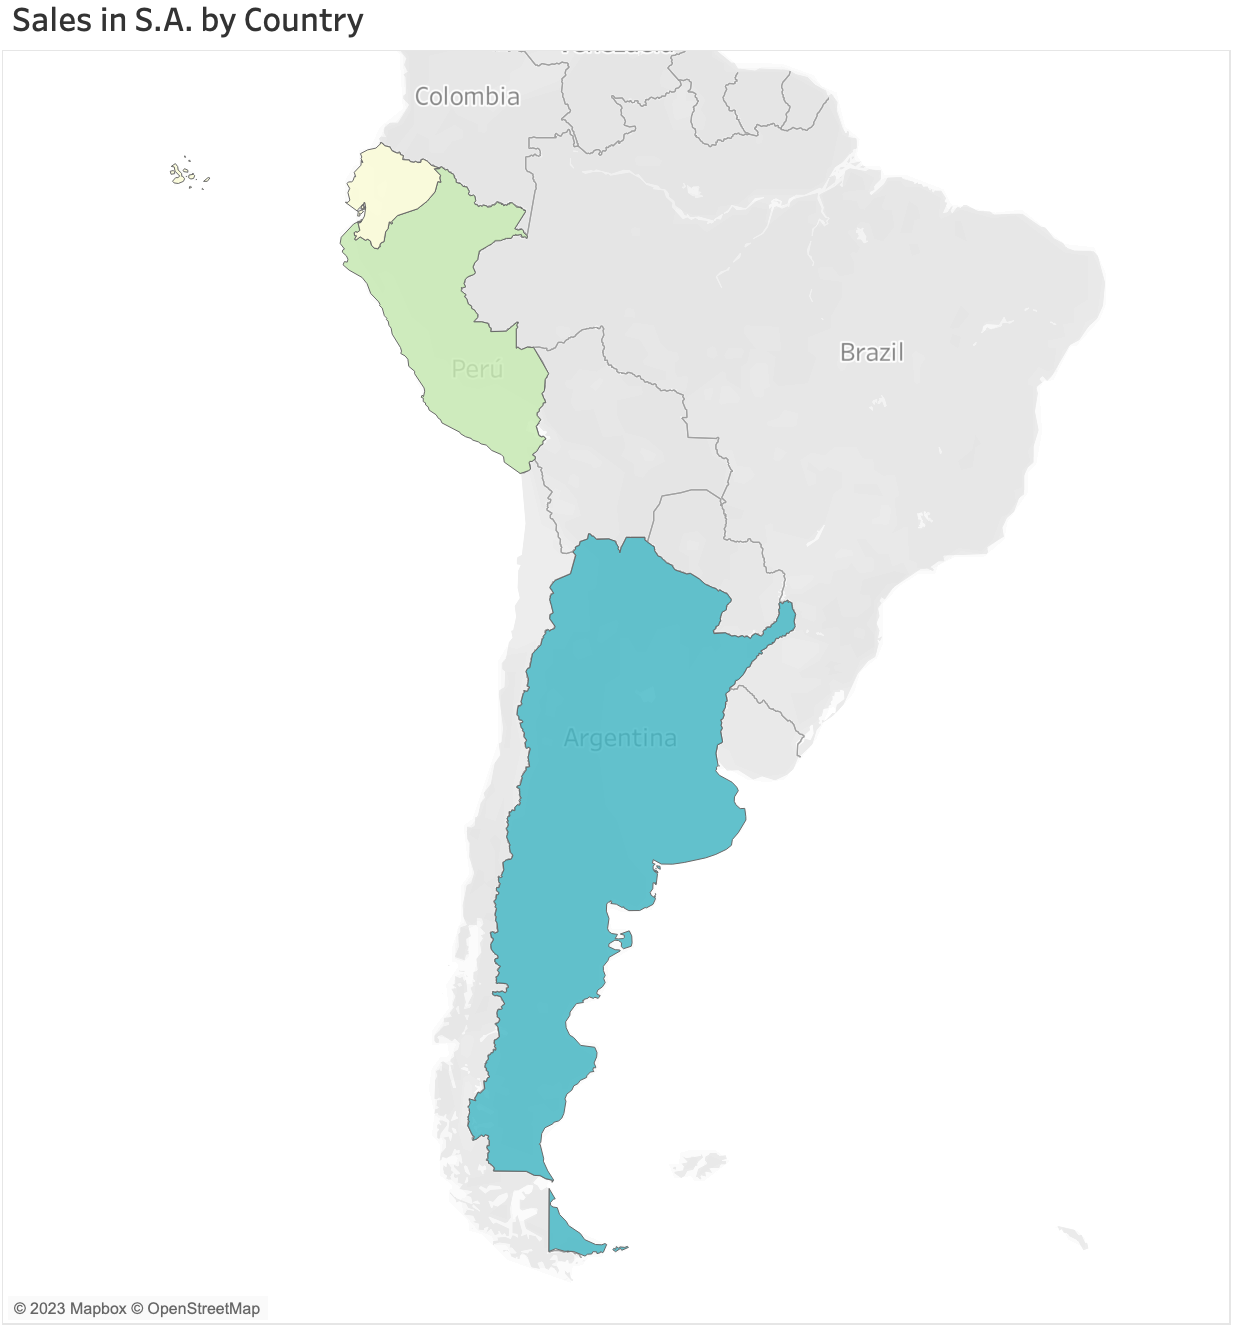 Sales in S.A. by Country
Colombia
Brazil
Perú
Argentina
© 2023 Mapbox © OpenStreetMap